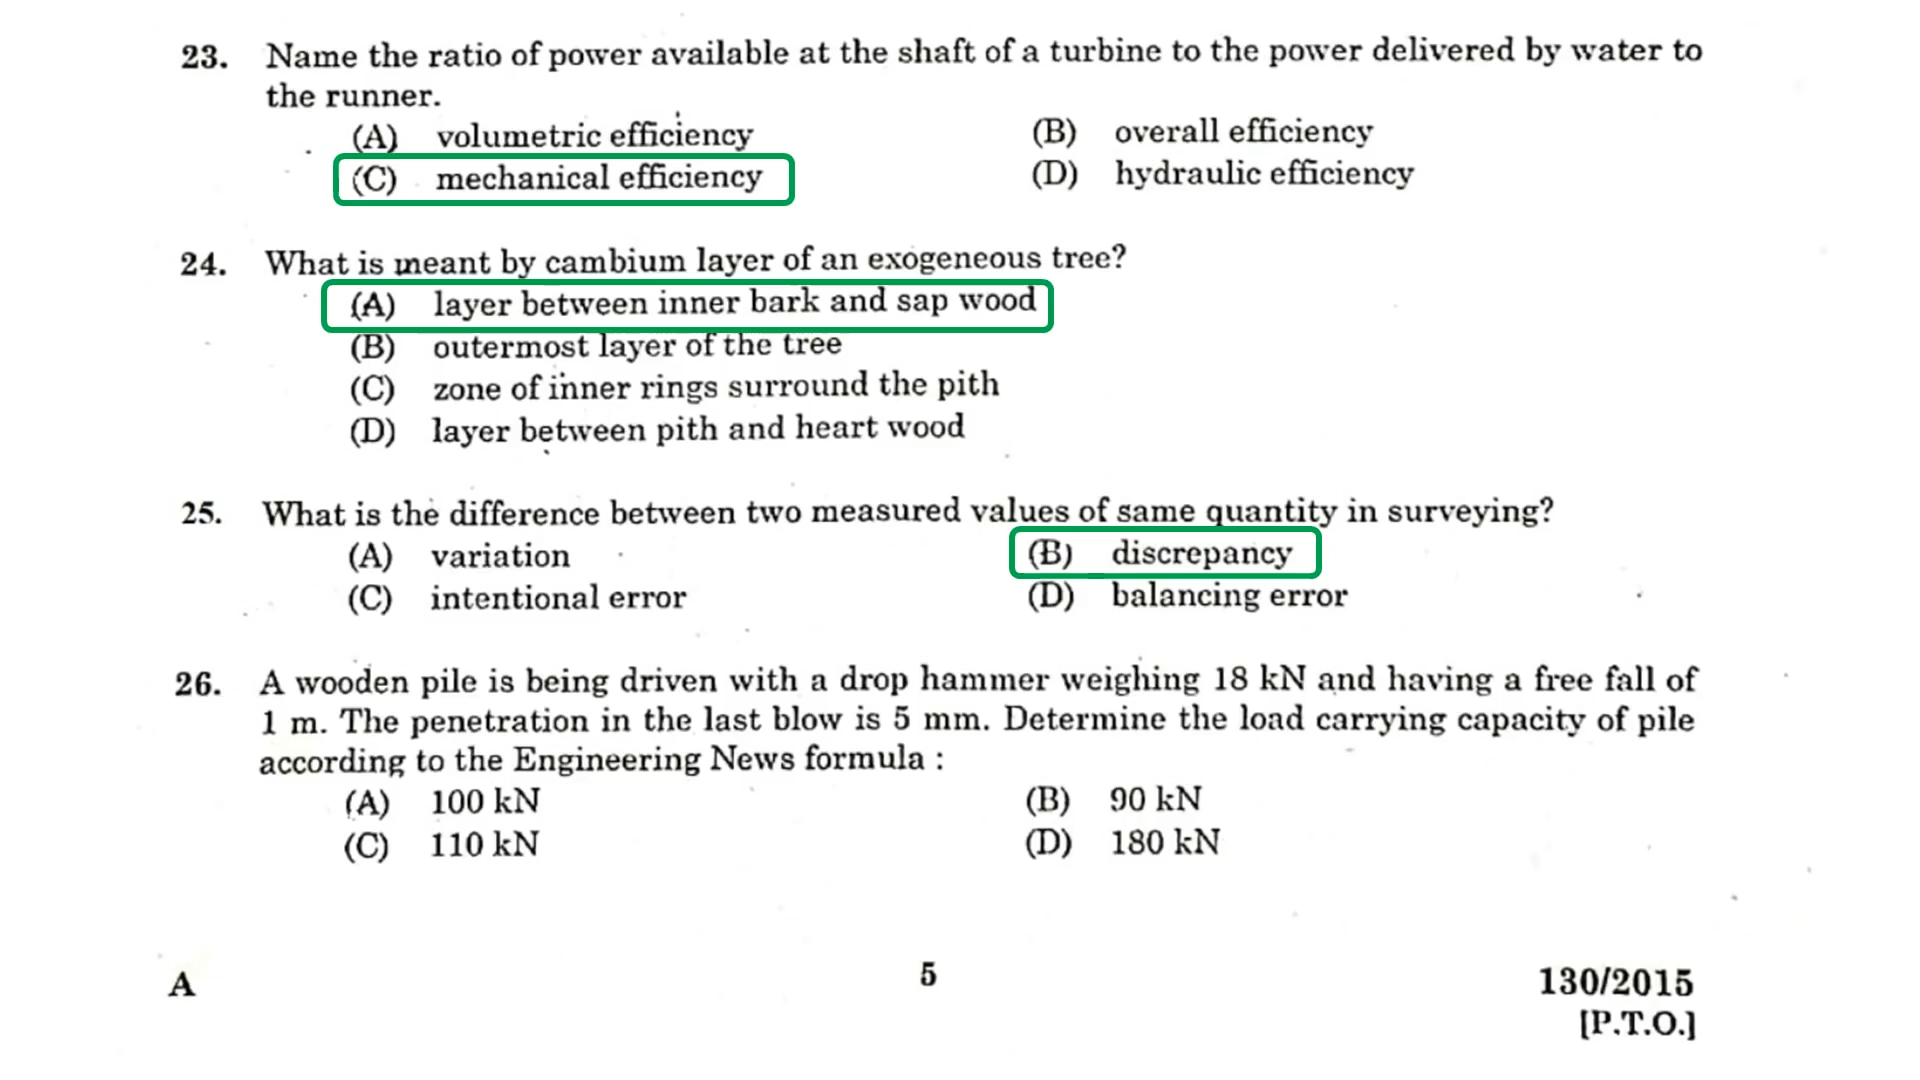 23. Name the ratio of power available at the shaft of a turbine to the power delivered by water to
the runner.
(A) volumetric efficiency (B) overall efficiency
(C) mechanical efficiency (D) hydraulic efficiency
24. What is meant by cambium layer of an exogeneous tree?
(A) layer between inner bark and sap wood
(B) outermost layer of the tree
(C) zone of inner rings surround the pith
(D) layer between pith and heart wood
25. What is the difference between two measured values of same quantity in surveying?
(A) variation (B) discrepancy
(C) intentional error (D) balancing error
26. A wooden pile is being driven with a drop hammer weighing 18 kN and having a free fall of
1 m. The penetration in the last blow is 5 mm. Determine the load carrying capacity of pile
according to the Engineering News formula :
(A) 100 kN (B) 90 kN
(C) 110 kN (D) 180 kN
A 5 130/2015
[P.T.O.]